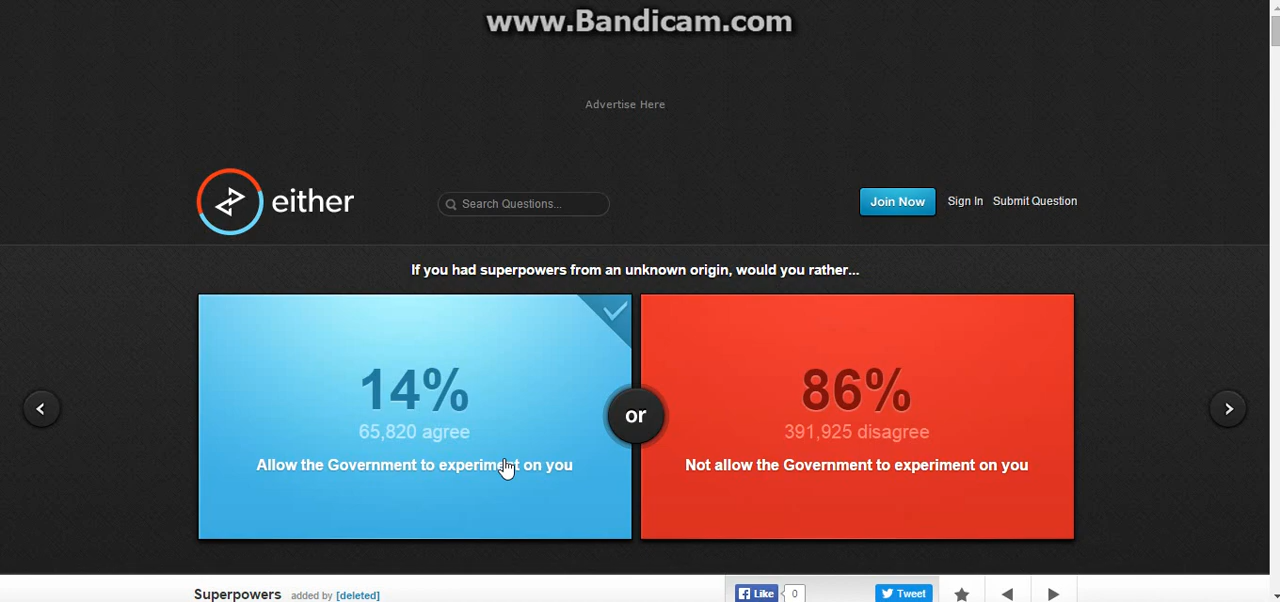 www.Bandicam.com
Advertise Here
either
Search Questions...
Join Now
Sign In
Submit Question
If you had superpowers from an unknown origin, would you rather...
14%
65,820 agree
Allow the Government to experiment on you
or
86%
391,925 disagree
Not allow the Government to experiment on you
Superpowers added by [deleted]
Like 0
Tweet